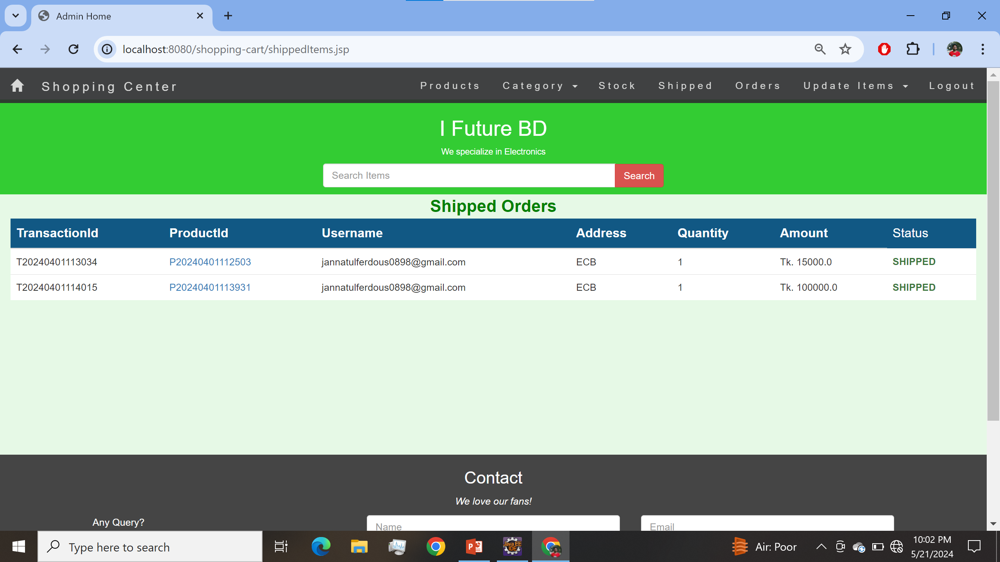 Admin Home
localhost:8080/shopping-cart/shippedItems.jsp
Shopping Center Products Category Stock Shipped Orders Update Items Logout
I Future BD
We specialize in Electronics
Search Items Search
Shipped Orders
TransactionId ProductId Username Address Quantity Amount Status
T20240401113034 P20240401112503 jannatulferdous0898@gmail.com ECB 1 Tk. 15000.0 SHIPPED
T20240401114015 P20240401113931 jannatulferdous0898@gmail.com ECB 1 Tk. 100000.0 SHIPPED
Contact
We love our fans!
Any Query?
Name Email
Type here to search
P
Java EE
IDE
Air: Poor
10:02 PM
5/21/2024